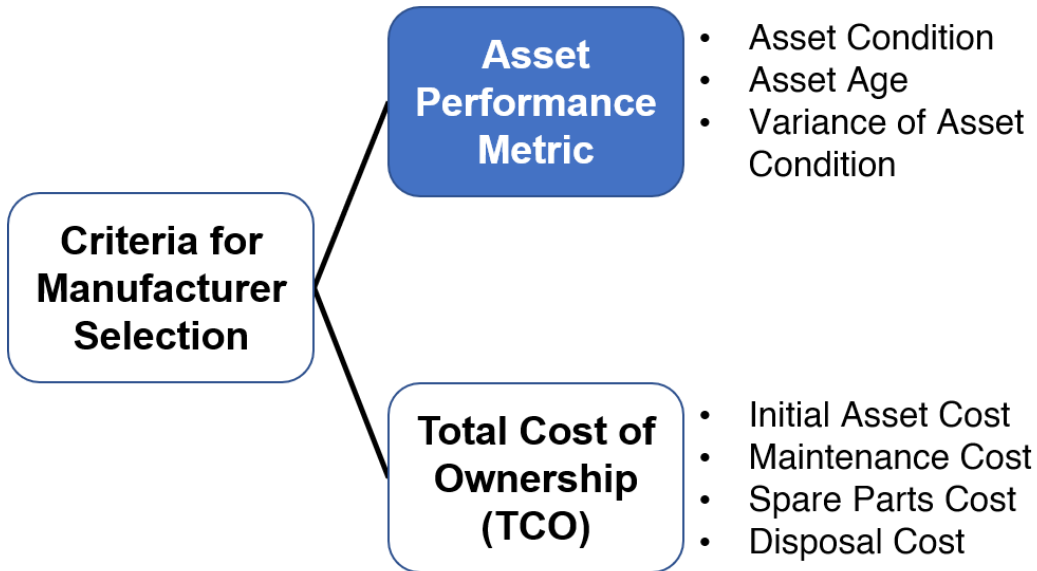 Asset
Performance
Metric
• Asset Condition
• Asset Age
• Variance of Asset
Condition
Criteria for
Manufacturer
Selection
Total Cost of
Ownership
(TCO)
• Initial Asset Cost
• Maintenance Cost
• Spare Parts Cost
• Disposal Cost